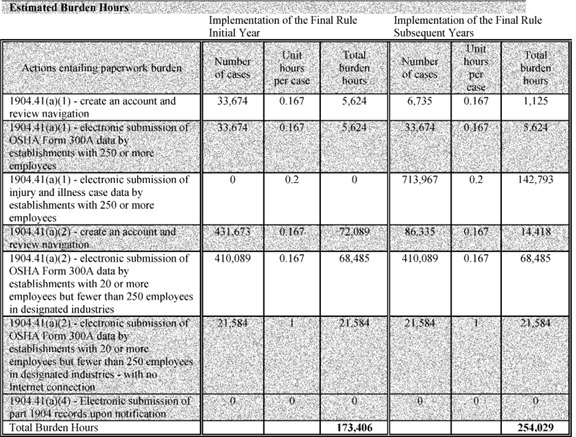 Estimated Burden Hours
Implementation of the Final Rule Implementation of the Final Rule
Initial Year Subsequent Years
Actions entailing paperwork burden Number of cases Unit hours per case Total burden hours Number of cases Unit hours per case Total burden hours
1904.41(a)(1) - create an account and 33,674 0.167 5,624 6,735 0.167 1,125
review navigation
1904.41(a)(1) - electronic submission of 33,674 0.167 5,624 33,674 0.167 5,624
OSHA Form 300A data by
establishments with 250 or more
employees
1904.41(a)(1) - electronic submission of 0 0.2 0 713,967 0.2 142,793
injury and illness case data by
establishments with 250 or more
employees
1904.41(a)(2) - create an account and 431,673 0.167 72,089 86,335 0.167 14,418
review navigation
1904.41(a)(2) - electronic submission of 410,089 0.167 68,485 410,089 0.167 68,485
OSHA Form 300A data by
establishments with 20 or more
employees but fewer than 250 employees
in designated industries
1904.41(a)(2) - electronic submission of 21,584 1 21,584 21,584 1 21,584
OSHA Form 300A data by
establishments with 20 or more
employees but fewer than 250 employees
in designated industries - with no
Internet connection
1904.41(a)(4) - Electronic submission of 0 0 0 0 0 0
part 1904 records upon notification
Total Burden Hours 173,406 254,029